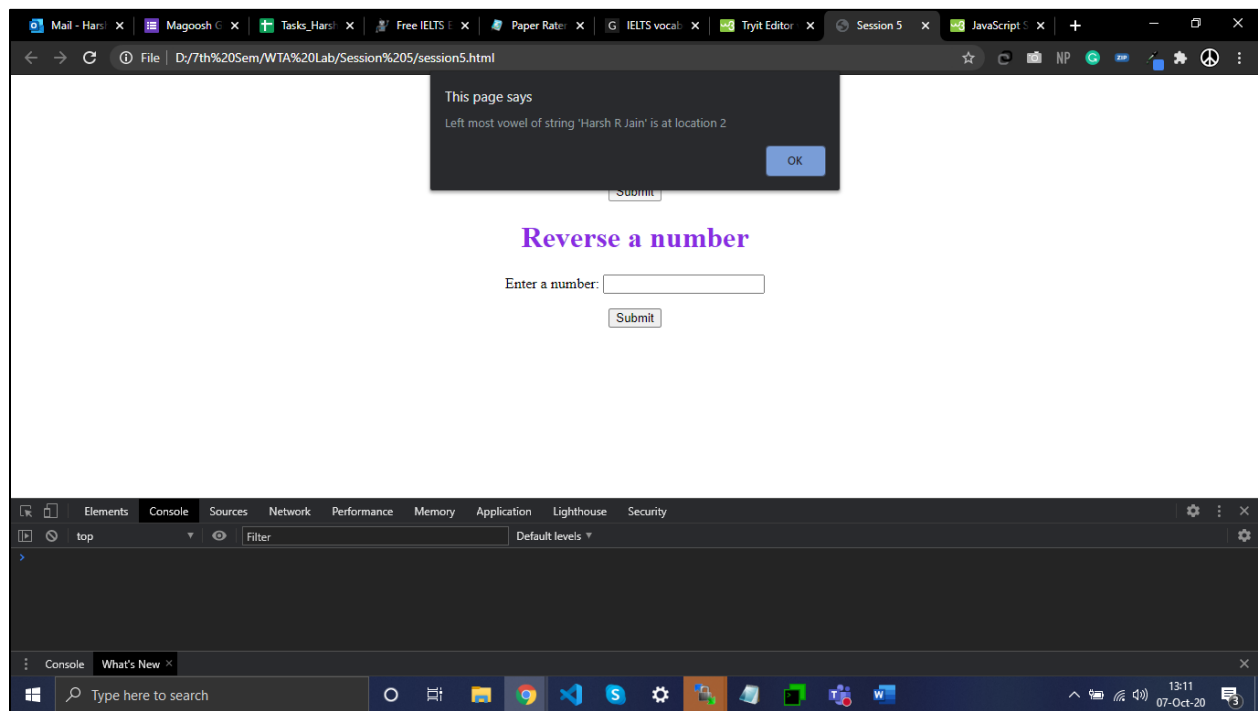 Mail - Harsl
Magoosh G
Tasks_Harsh
Free IELTS E
Paper Rater
G IELTS vocab
Tryit Editor
Session 5
JavaScript S
File | D:/7th%20Sem/WTA%20Lab/Session%205/session5.html
NP
ZIP
This page says
Left most vowel of string 'Harsh R Jain' is at location 2
OK
Submit
Reverse a number
Enter a number:
Submit
Elements Console Sources Network Performance Memory Application Lighthouse Security
top Filter Default levels
Console What's New
Type here to search
13:11
07-Oct-20
3